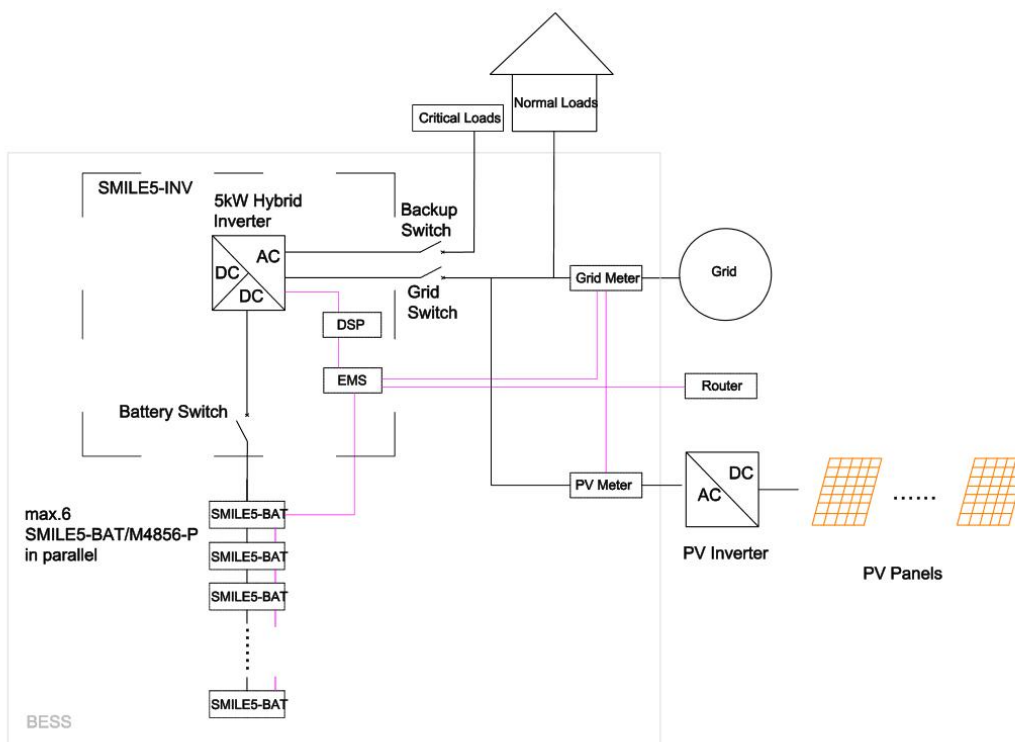 Normal Loads
Critical Loads
SMILE5-INV
5kW Hybrid
Inverter
Backup
Switch
AC
DC
DC
Grid
Switch
Grid Meter
Grid
DSP
EMS
Router
Battery Switch
max.6
SMILE5-BAT/M4856-P
in parallel
SMILE5-BAT
SMILE5-BAT
SMILE5-BAT
SMILE5-BAT
PV Meter
DC
AC
PV Inverter
PV Panels
BESS